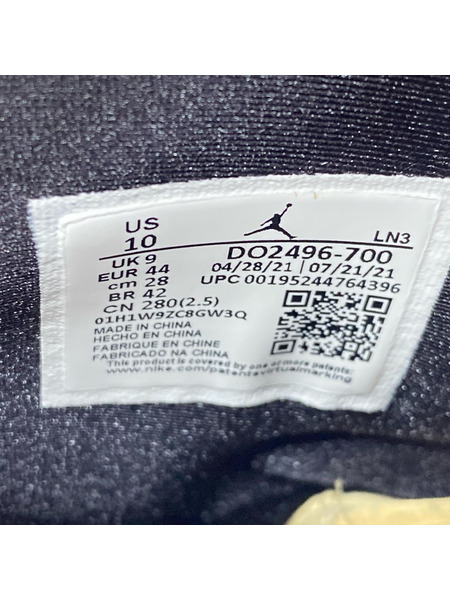 US
10
LN3
UK 9
EUR 44
cm 28
BR 42
CN 280(2.5)
01H1W9ZC8GW3Q
DO2496-700
04/28/21 | 07/21/21
UPC 00195244764396
MADE IN CHINA
HECHO EN CHINA
FABRIQUE EN CHINE
FABRICADO NA CHINA
This product is covered by one or more patents:
www.nike.com/patentsvirtualmarking